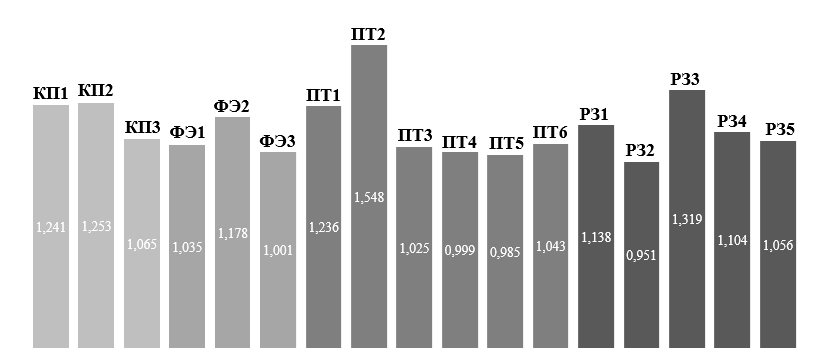 КП1
КП2
КП3
ФЭ1
ФЭ2
ФЭ3
ПТ1
ПТ2
ПТ3
ПТ4
ПТ5
ПТ6
РЗ1
РЗ2
РЗ3
РЗ4
РЗ5
1,241
1,253
1,065
1,035
1,178
1,001
1,236
1,548
1,025
0,999
0,985
1,043
1,138
0,951
1,319
1,104
1,056